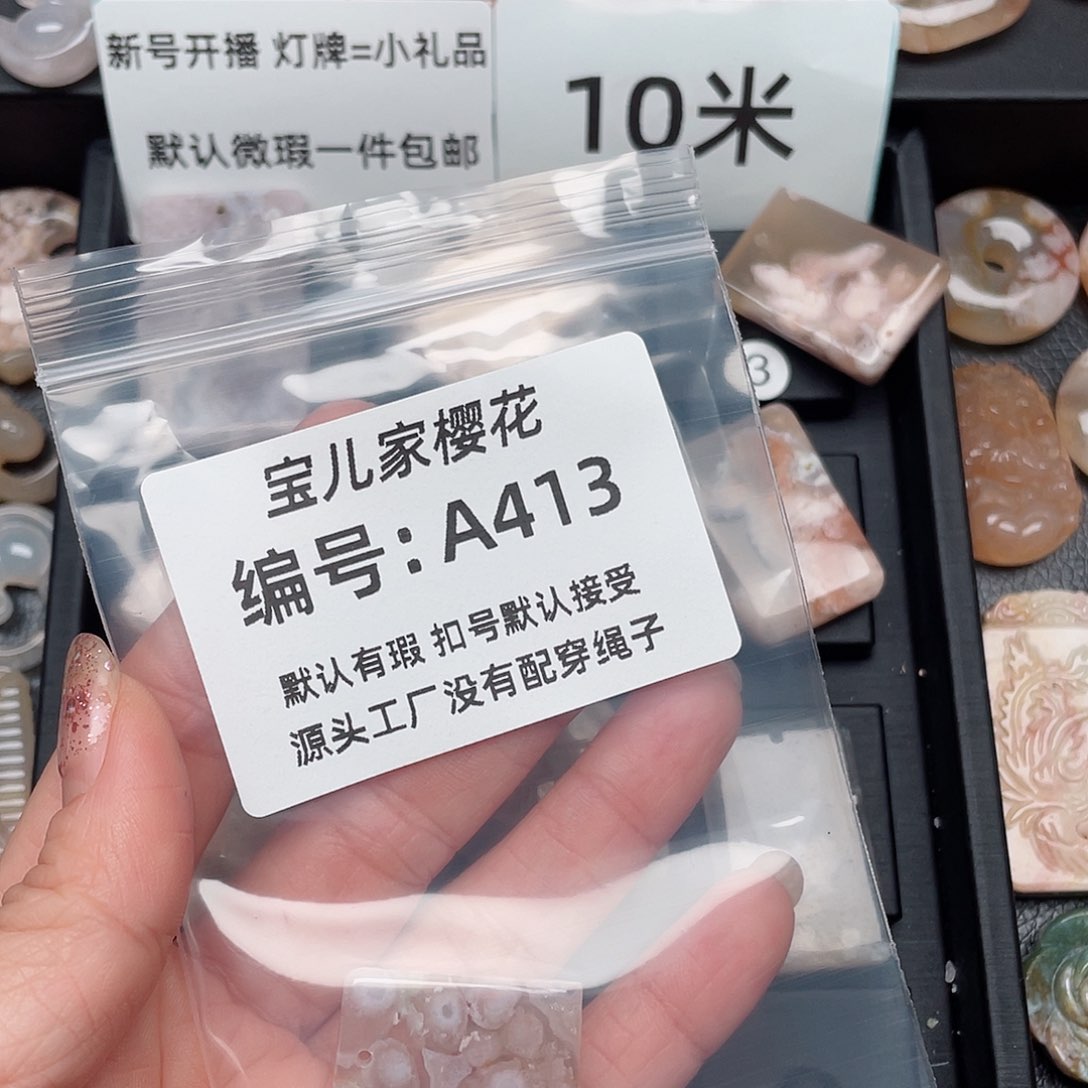 新号开播 灯牌=小礼品
默认微瑕一件包邮
10米
3
宝儿家樱花
编号：A413
默认有瑕 扣号默认接受
源头工厂没有配穿绳子